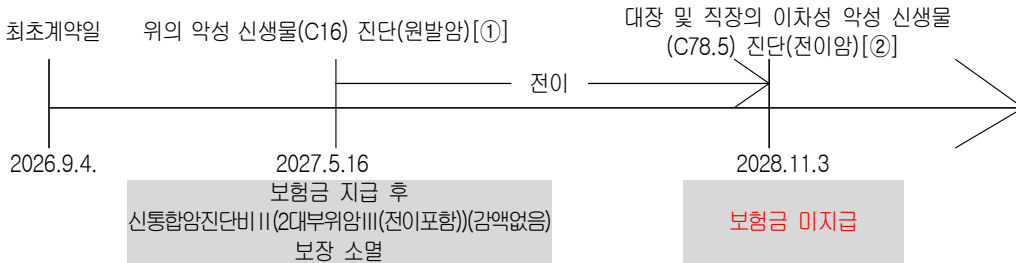 최초계약일
위의 악성 신생물(C16) 진단(원발암)[①]
대장 및 직장의 이차성 악성 신생물
(C78.5) 진단(전이암)[②]
전이
2026.9.4.
2027.5.16
2028.11.3
보험금 지급 후
신통합암진단비Ⅱ(2대부위암Ⅲ(전이포함))(감액없음)
보장 소멸
보험금 미지급